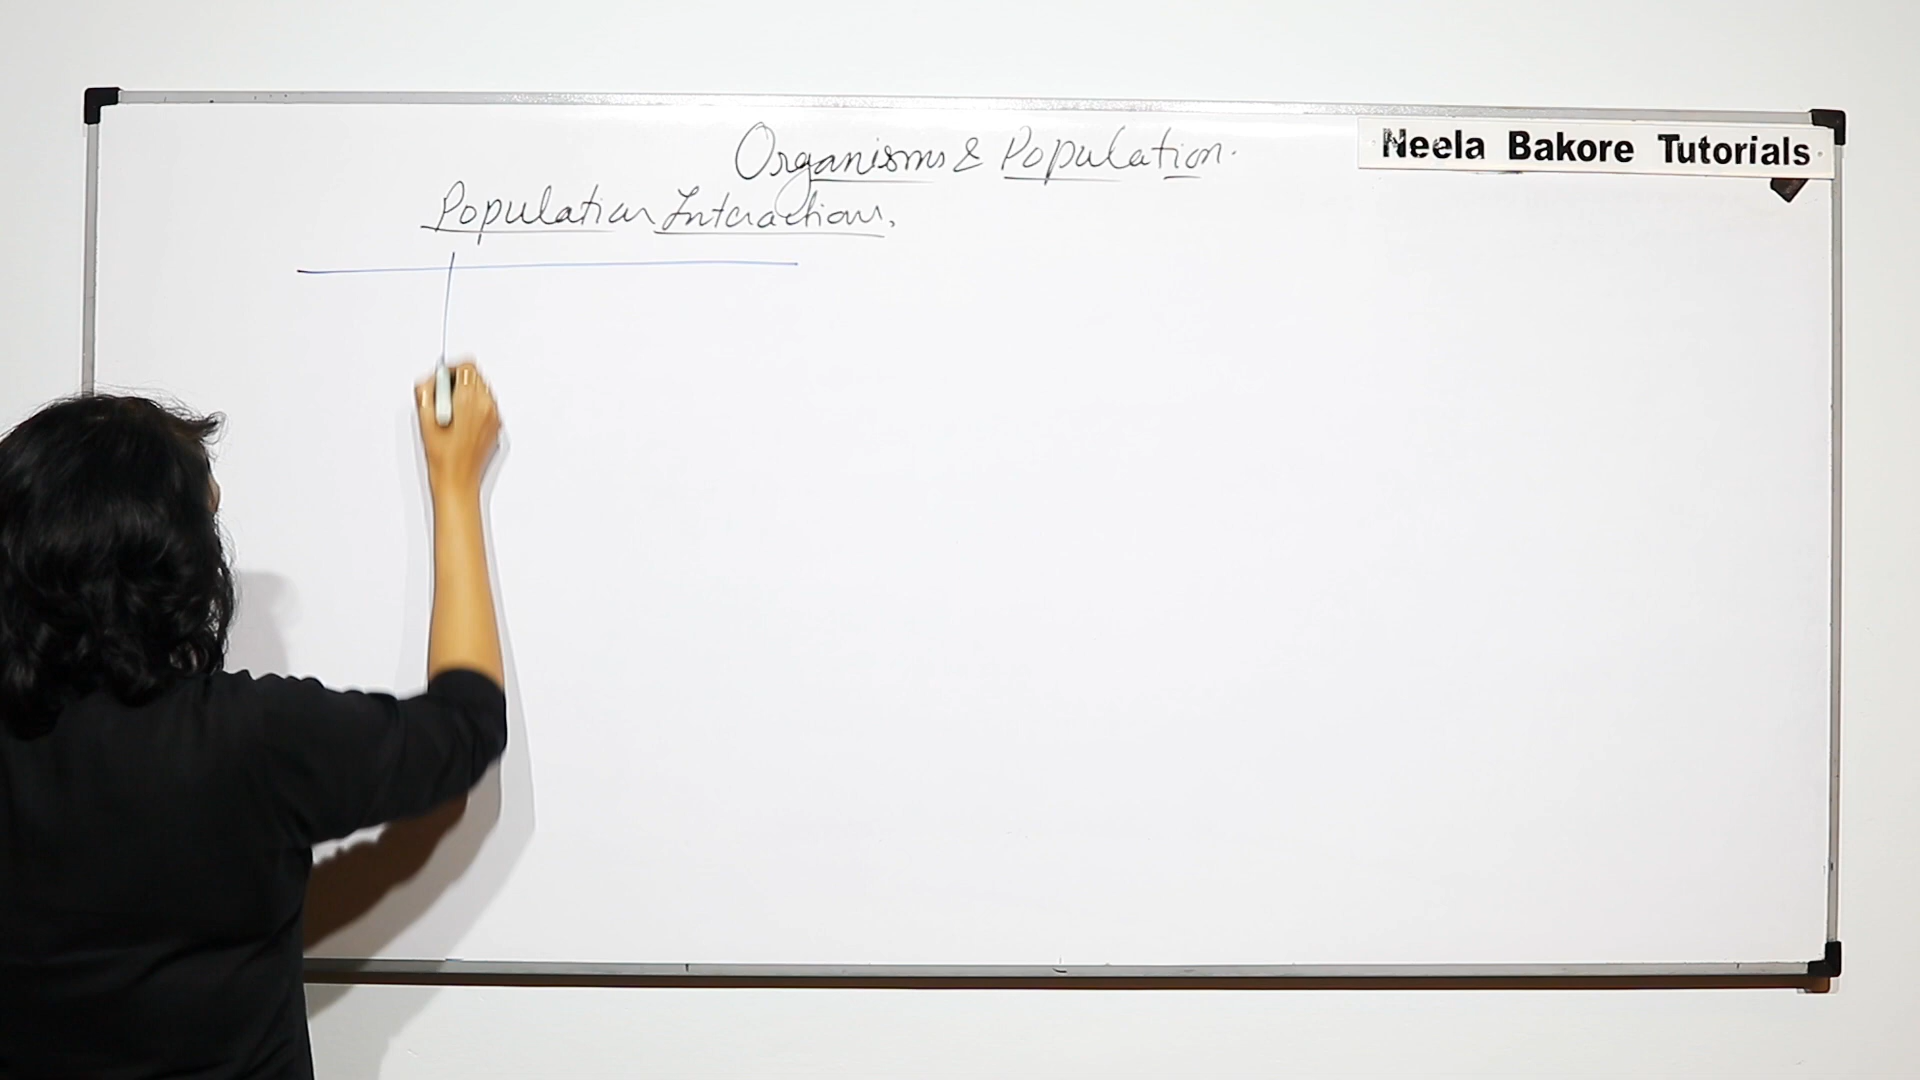 Organisms & Population.
Neela Bakore Tutorials
Population Interactions.